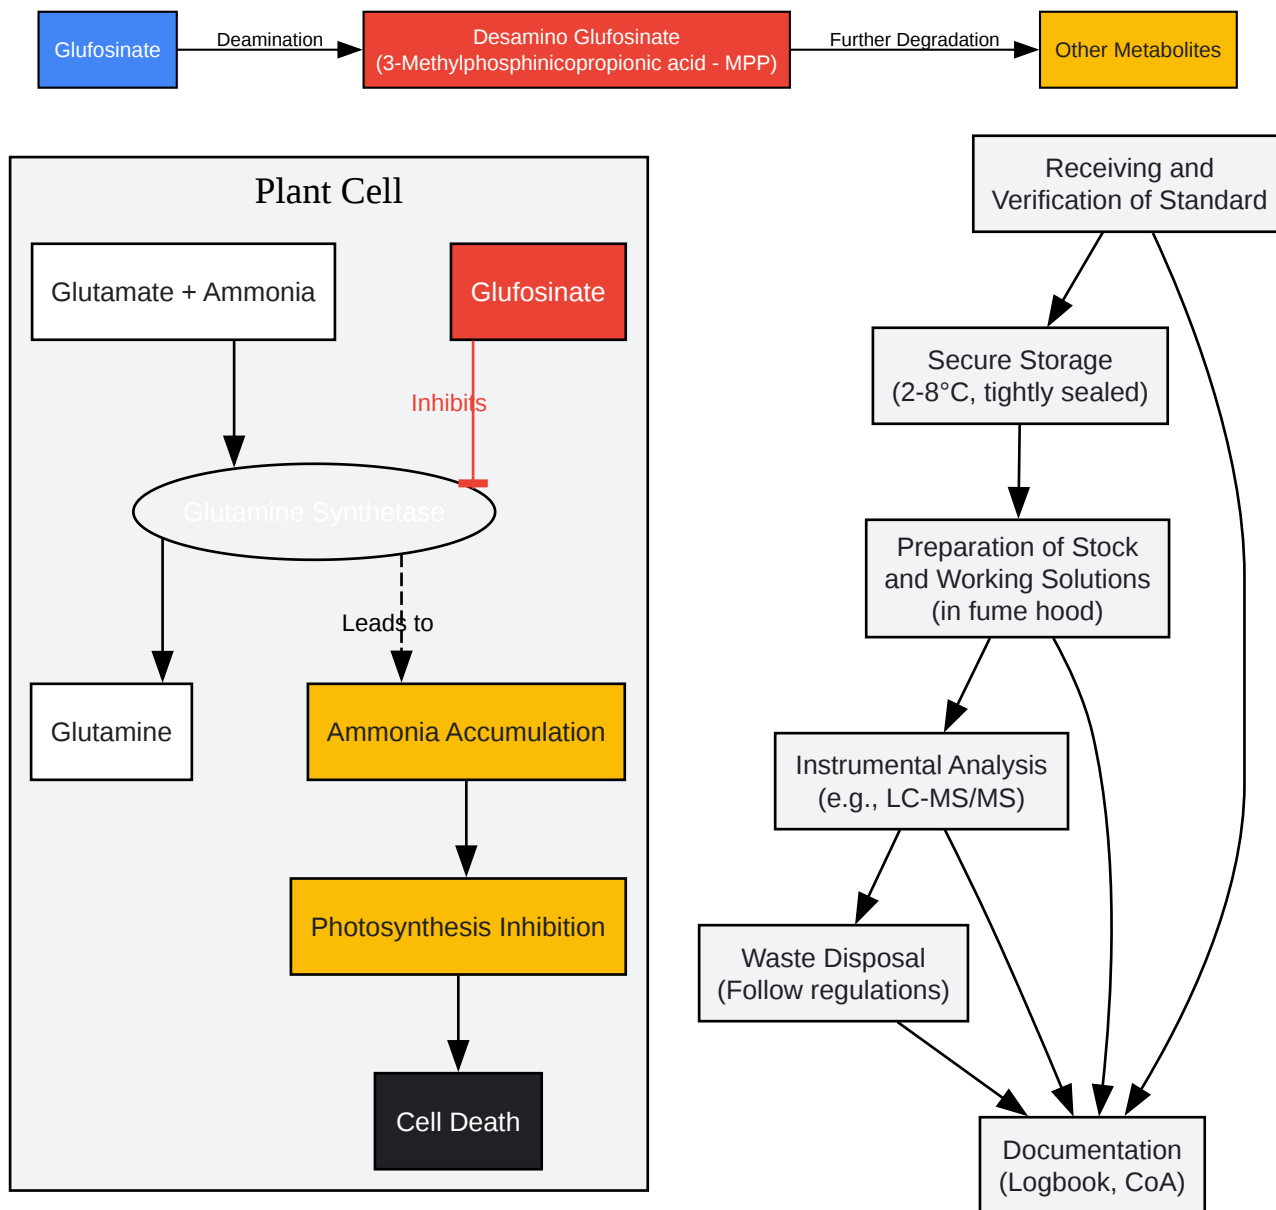 Glufosinate
Deamination
Desamino Glufosinate
(3-Methylphosphinicopropionic acid - MPP)
Further Degradation
Other Metabolites
Plant Cell
Glutamate + Ammonia
Glufosinate
Inhibits
Glutamine Synthetase
Leads to
Glutamine
Ammonia Accumulation
Photosynthesis Inhibition
Cell Death
Receiving and
Verification of Standard
Secure Storage
(2-8°C, tightly sealed)
Preparation of Stock
and Working Solutions
(in fume hood)
Instrumental Analysis
(e.g., LC-MS/MS)
Waste Disposal
(Follow regulations)
Documentation
(Logbook, CoA)